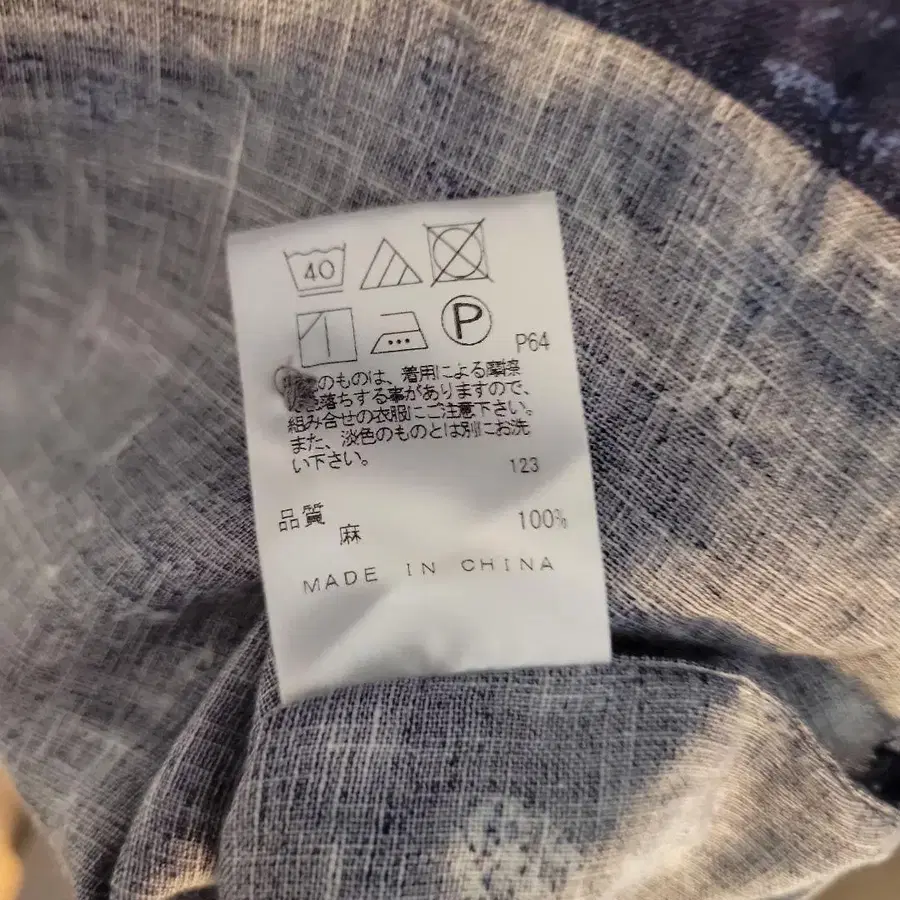 40
P
P64
のものは、着用による摩擦
落ちする事がありますので、
組み合せの衣服にご注意下さい。
また、淡色のものとは別にお洗
い下さい。
123
品質
麻 100%
MADE IN CHINA